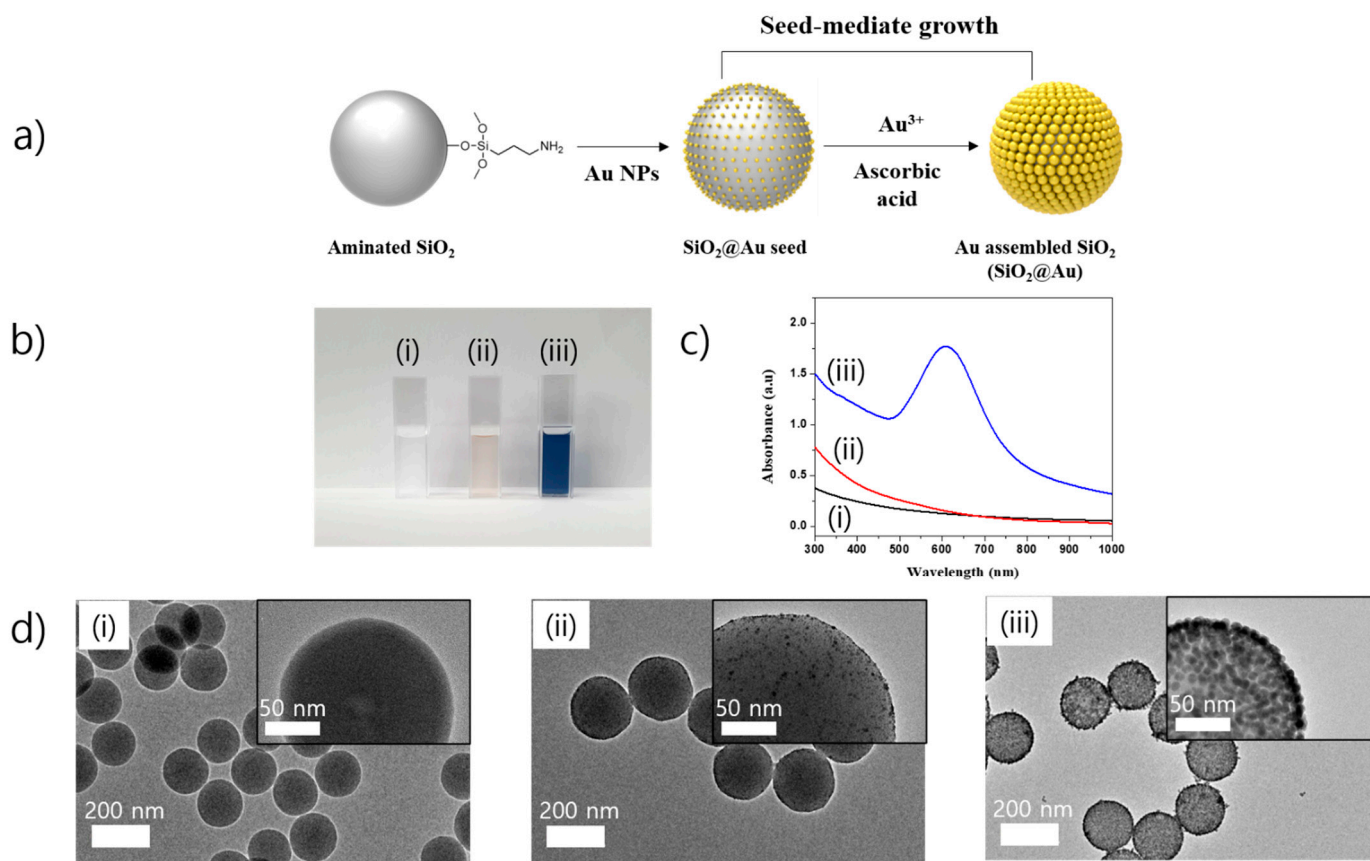 Seed-mediate growth
a)
O
O
Si
O
NH₂
Au NPs
Au³⁺
Ascorbic
acid
Aminated SiO₂
SiO₂@Au seed
Au assembled SiO₂
(SiO₂@Au)
b)
(i)
(ii)
(iii)
c)
Absorbance (a.u)
2.0
1.5
1.0
0.5
0.0
(iii)
(ii)
(i)
300
400
500
600
700
800
900
1000
Wavelength (nm)
d)
(i)
50 nm
200 nm
(ii)
50 nm
200 nm
(iii)
50 nm
200 nm